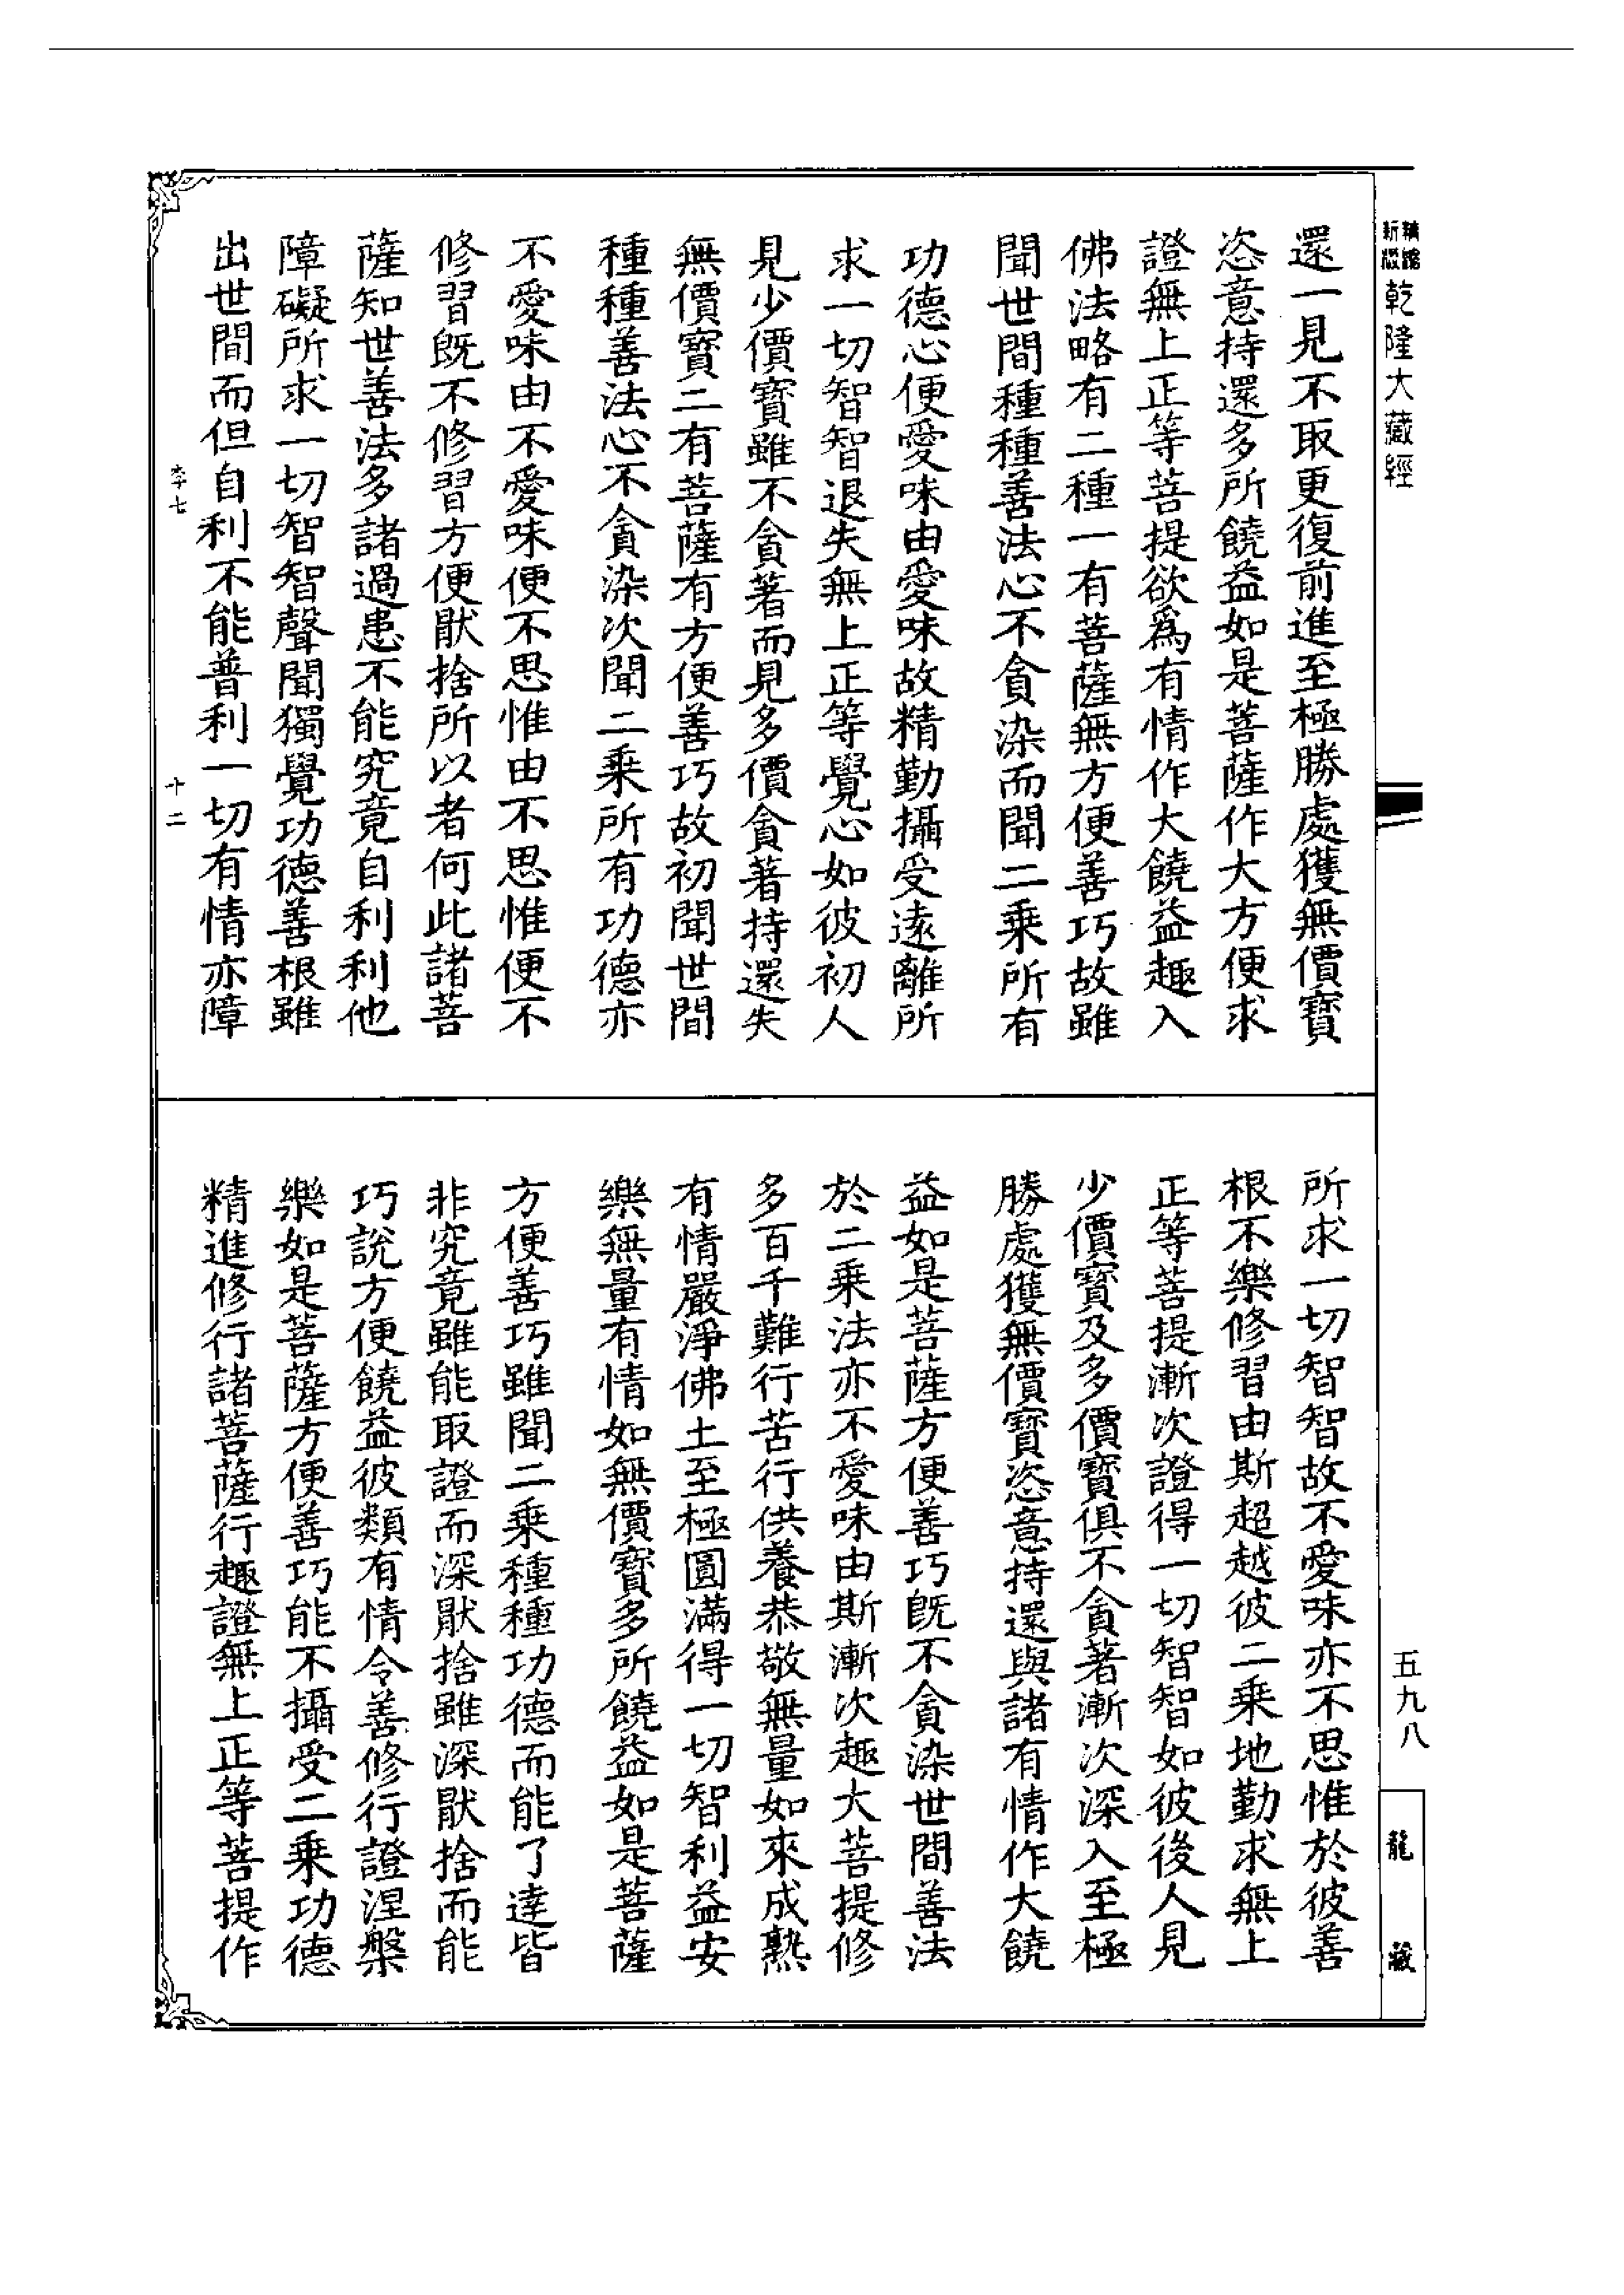 乾隆大藏經
還一見不取更復前進至極勝處獲無價寶
恣意持還多所饒益如是菩薩作大方便求
證無上正等菩提欲為有情作大饒益趣入
佛法略有二種一有菩薩無方便善巧故雖
聞世間種種善法心不貪染而聞二乘所有
功德心便愛味由愛味故精勤攝受遠離所
求一切智智退失無上正等覺心如彼初人
見少價寶雖不貪著而見多價貪著持還失
無價寶二有菩薩有方便善巧故初聞世間
種種善法心不貪染次聞二乘所有功德亦
不愛味由不愛味便不思惟由不思惟便不
修習既不修習方便猒捨所以者何此諸菩
薩知世善法多諸過患不能究竟自利利他
障礙所求一切智智聲聞獨覺功德善根雖
出世間而但自利不能普利一切有情亦障
李七
十二
所求一切智智故不愛味亦不思惟於彼善
根不樂修習由斯超越彼二乘地勤求無上
正等菩提漸次證得一切智智如彼後人見
少價寶及多價寶俱不貪著漸次深入至極
勝處獲無價寶恣意持還與諸有情作大饒
益如是菩薩方便善巧既不貪染世間善法
於二乘法亦不愛味由斯漸次趣大菩提修
多百千難行苦行供養恭敬無量如來成熟
有情嚴淨佛土至極圓滿得一切智利益安
樂無量有情如無價寶多所饒益如是菩薩
方便善巧雖聞二乘種種功德而能了達皆
非究竟雖能取證而深猒捨雖深猒捨而能
巧說方便饒益彼類有情令善修行證涅槃
樂如是菩薩方便善巧能不攝受二乘功德
精進修行諸菩薩行趣證無上正等菩提作
五九八
龍藏